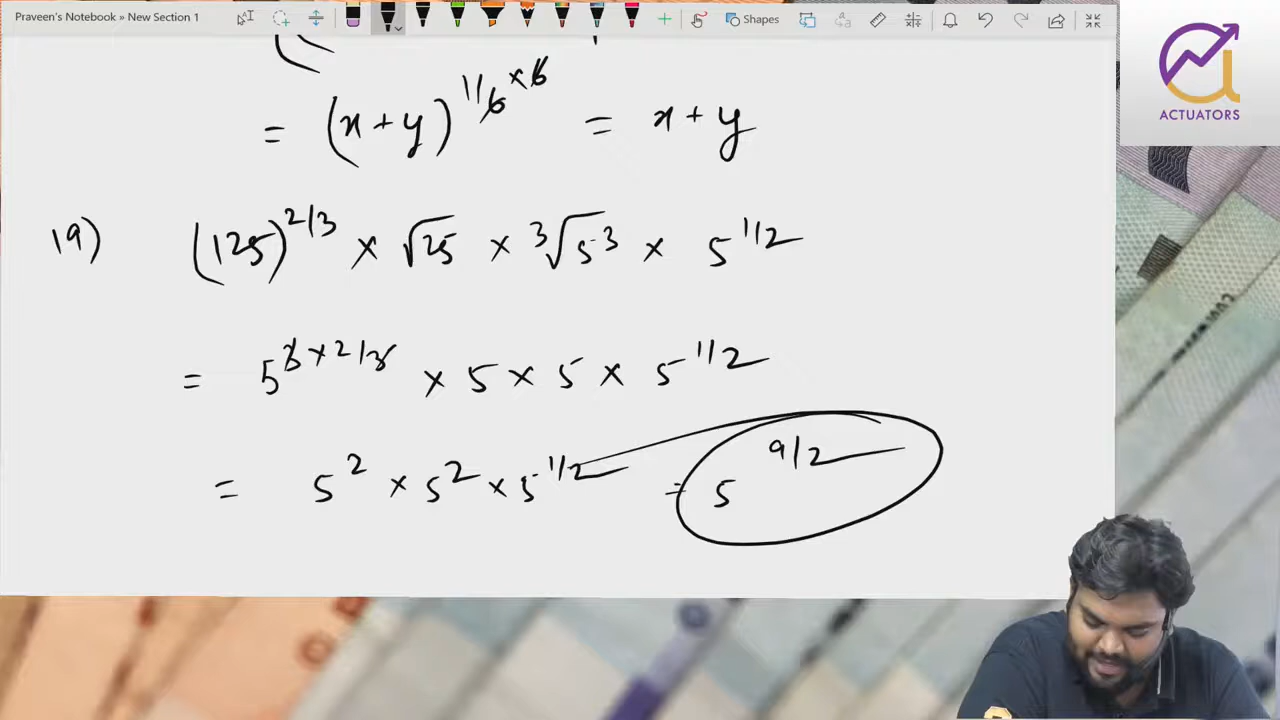 Praveen's Notebook » New Section 1
Shapes
ACTUATORS
= (x+y)^11/6 × 6 = x+y
19) (125)^2/3 × √25 × ³√5^3 × 5^1/2
= 5^3×2/3 × 5 × 5 × 5^1/2
= 5^2 × 5^2 × 5^1/2 = 5^9/2